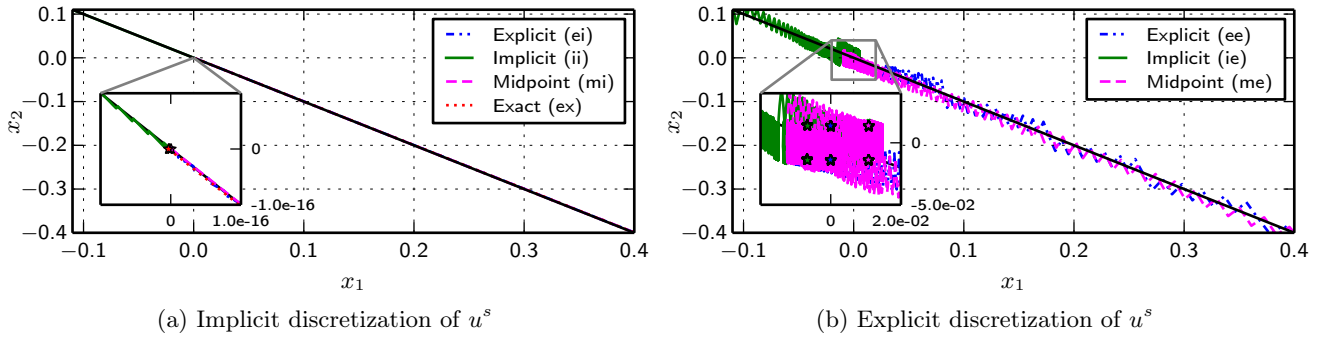 0.1
0.0
−0.1
−0.2
−0.3
−0.4
x₂
−0.1
0.0
0.1
0.2
0.3
0.4
x₁
Explicit (ei)
Implicit (ii)
Midpoint (mi)
Exact (ex)
0
-1.0e-16
0
1.0e-16
(a) Implicit discretization of uˢ
0.1
0.0
−0.1
−0.2
−0.3
−0.4
x₂
−0.1
0.0
0.1
0.2
0.3
0.4
x₁
Explicit (ee)
Implicit (ie)
Midpoint (me)
0
-5.0e-02
0
2.0e-02
(b) Explicit discretization of uˢ